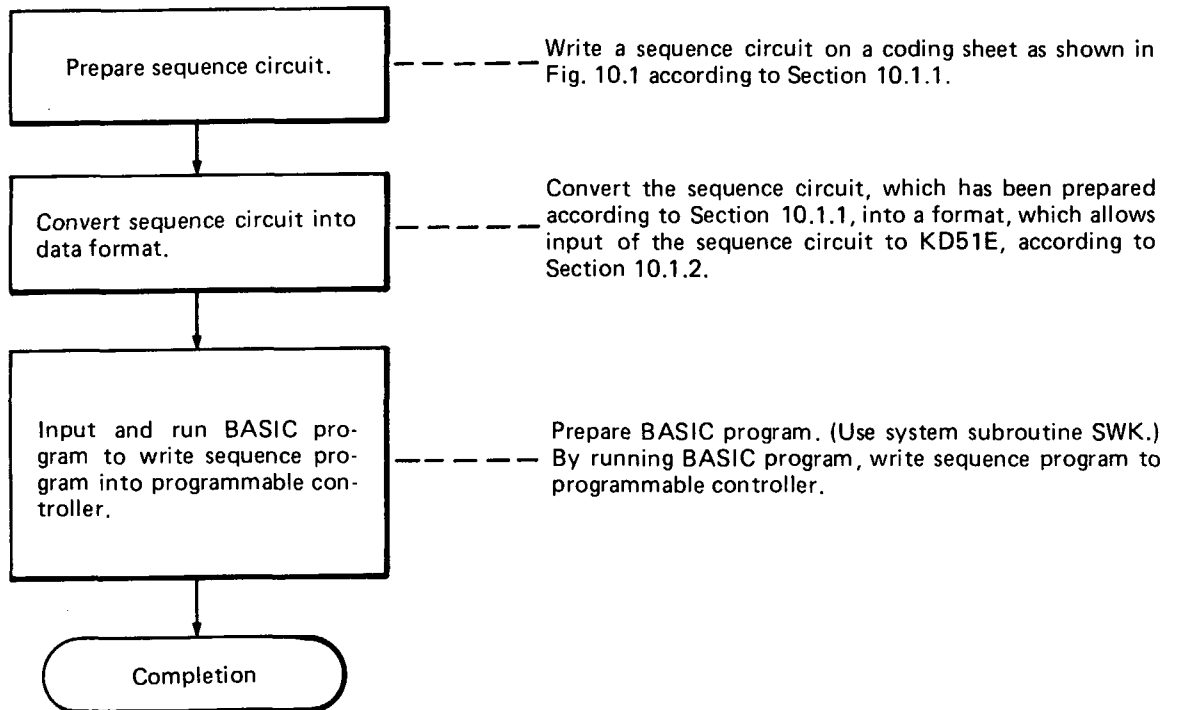 Prepare sequence circuit.
Write a sequence circuit on a coding sheet as shown in
Fig. 10.1 according to Section 10.1.1.
Convert sequence circuit into
data format.
Convert the sequence circuit, which has been prepared
according to Section 10.1.1, into a format, which allows
input of the sequence circuit to KD51E, according to
Section 10.1.2.
Input and run BASIC pro-
gram to write sequence pro-
gram into programmable con-
troller.
Prepare BASIC program. (Use system subroutine SWK.)
By running BASIC program, write sequence program to
programmable controller.
Completion